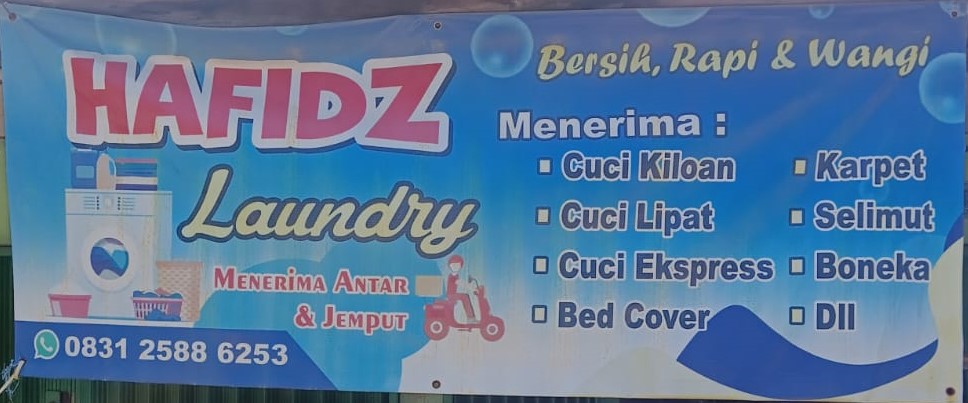 HAFIDZ
Laundry
MENERIMA ANTAR
& JEMPUT
0831 2588 6253
Bersih, Rapi & Wangi
Menerima :
Cuci Kiloan
Cuci Lipat
Cuci Ekspress
Bed Cover
Karpet
Selimut
Boneka
Dll